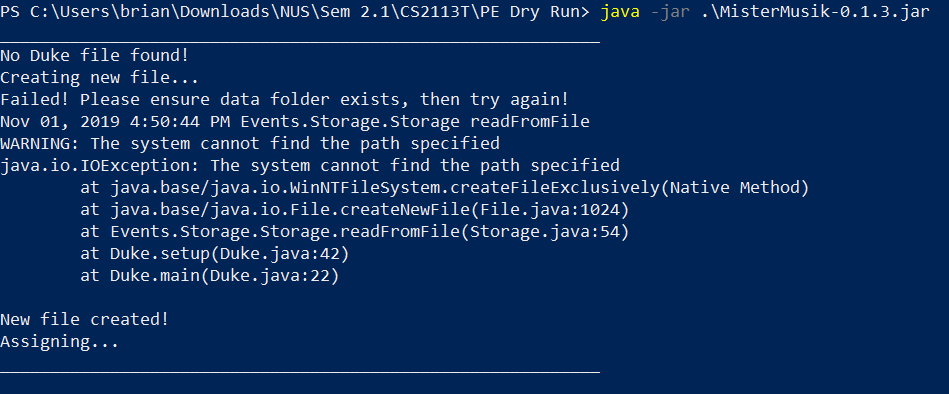 PS C:\Users\brian\Downloads\NUS\Sem 2.1\CS2113T\PE Dry Run> java -jar .\MisterMusik-0.1.3.jar
____________________________________________________________
No Duke file found!
Creating new file...
Failed! Please ensure data folder exists, then try again!
Nov 01, 2019 4:50:44 PM Events.Storage.Storage readFromFile
WARNING: The system cannot find the path specified
java.io.IOException: The system cannot find the path specified
        at java.base/java.io.WinNTFileSystem.createFileExclusively(Native Method)
        at java.base/java.io.File.createNewFile(File.java:1024)
        at Events.Storage.Storage.readFromFile(Storage.java:54)
        at Duke.setup(Duke.java:42)
        at Duke.main(Duke.java:22)

New file created!
Assigning...
____________________________________________________________